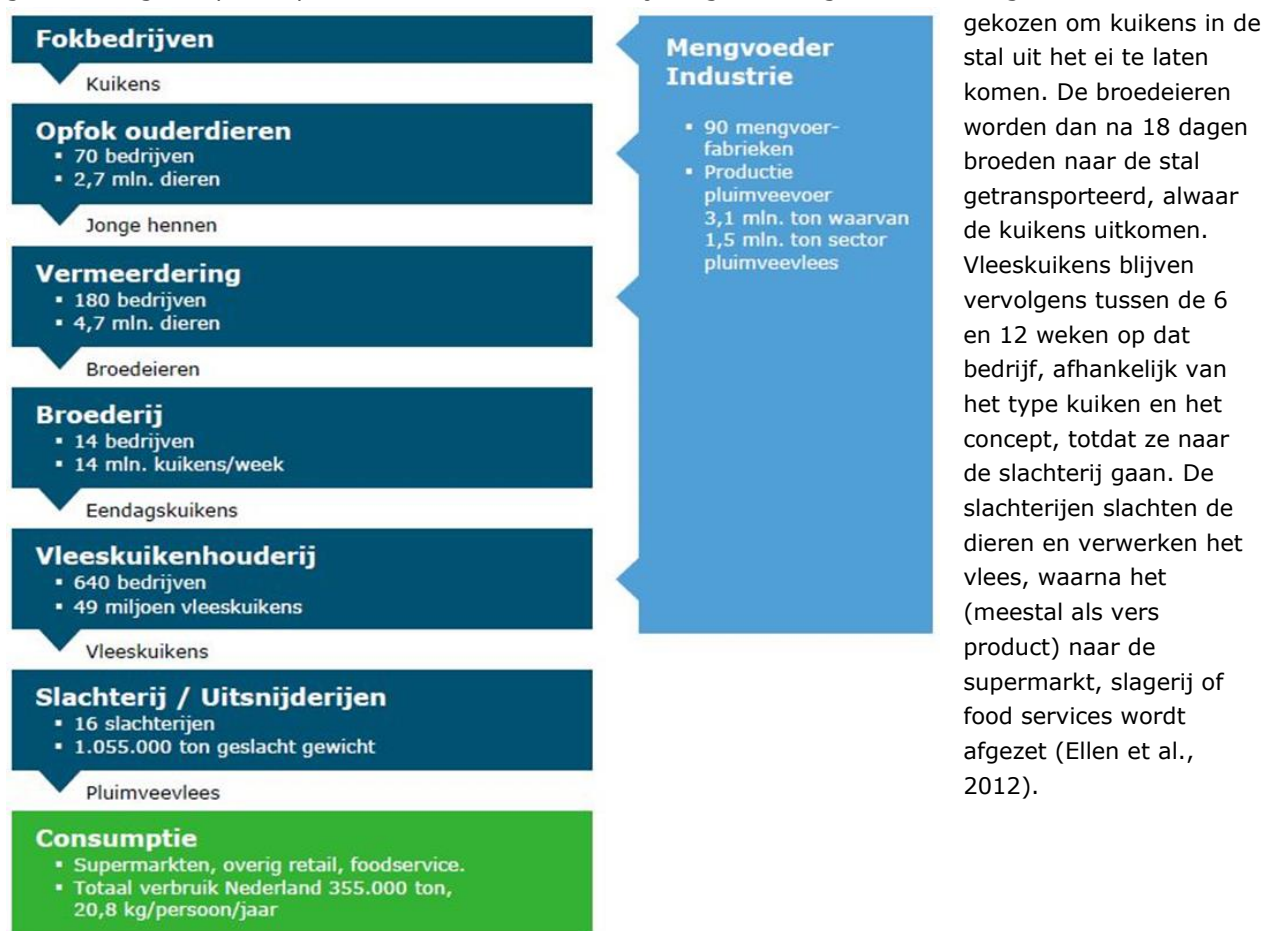 Fokbedrijven
Kuikens
Opfok ouderdieren
▪ 70 bedrijven
▪ 2,7 mln. dieren
Jonge hennen
Vermeerdering
▪ 180 bedrijven
▪ 4,7 mln. dieren
Broedeieren
Broederij
▪ 14 bedrijven
▪ 14 mln. kuikens/week
Eendagskuikens
Vleeskuikenhouderij
▪ 640 bedrijven
▪ 49 miljoen vleeskuikens
Vleeskuikens
Slachterij / Uitsnijderijen
▪ 16 slachterijen
▪ 1.055.000 ton geslacht gewicht
Pluimveevlees
Consumptie
▪ Supermarkten, overig retail, foodservice.
▪ Totaal verbruik Nederland 355.000 ton,
20,8 kg/persoon/jaar
Mengvoeder
Industrie
▪ 90 mengvoer-
fabrieken
▪ Productie
pluimveevoer
3,1 mln. ton waarvan
1,5 mln. ton sector
pluimveevlees
gekozen om kuikens in de
stal uit het ei te laten
komen. De broedeieren
worden dan na 18 dagen
broeden naar de stal
getransporteerd, alwaar
de kuikens uitkomen.
Vleeskuikens blijven
vervolgens tussen de 6
en 12 weken op dat
bedrijf, afhankelijk van
het type kuiken en het
concept, totdat ze naar
de slachterij gaan. De
slachterijen slachten de
dieren en verwerken het
vlees, waarna het
(meestal als vers
product) naar de
supermarkt, slagerij of
food services wordt
afgezet (Ellen et al.,
2012).